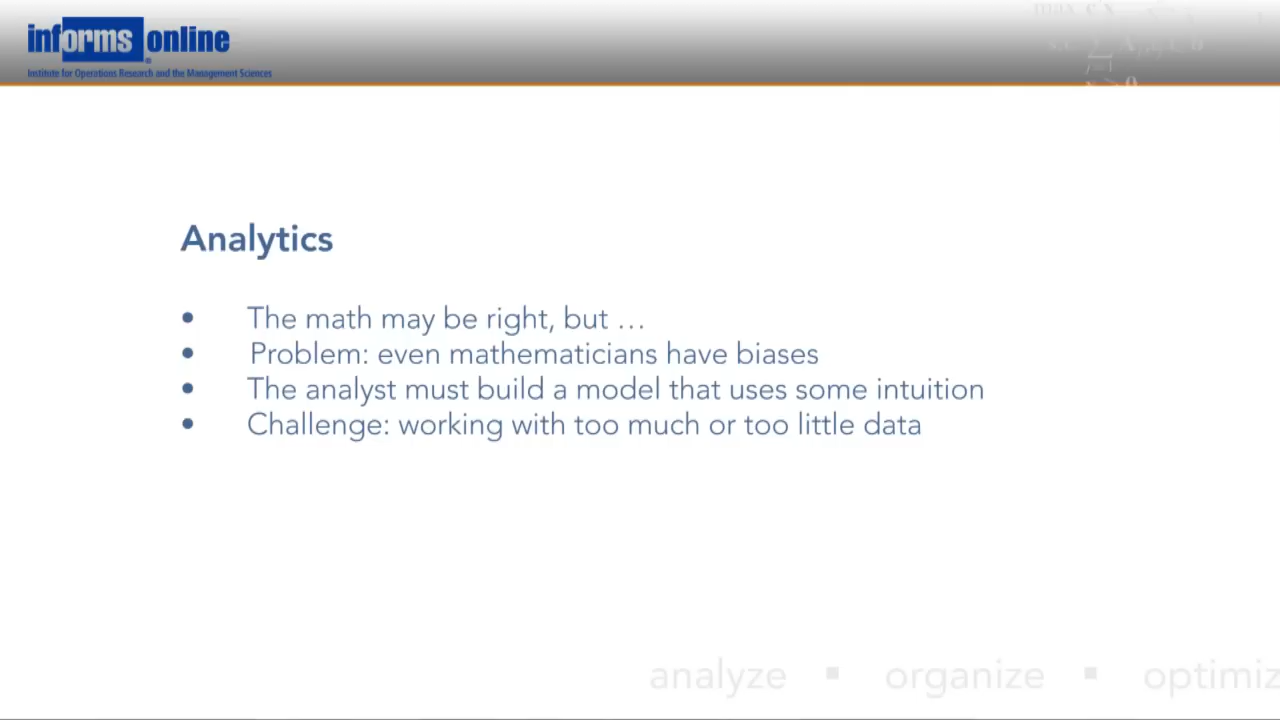 informs online
Institute for Operations Research and the Management Sciences
Analytics
• The math may be right, but …
• Problem: even mathematicians have biases
• The analyst must build a model that uses some intuition
• Challenge: working with too much or too little data
analyze ▪ organize ▪ optimiz